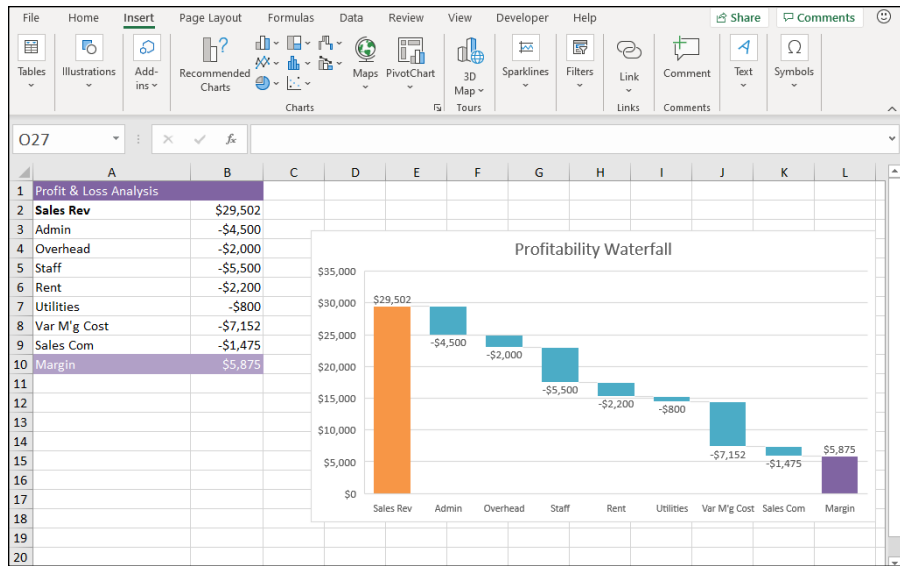 File Home Insert Page Layout Formulas Data Review View Developer Help Share Comments
Tables Illustrations Add-ins Recommended Charts Maps PivotChart 3D Map Sparklines Filters Link Comment Text Symbols
Charts Tours Links Comments
O27 fx
A B C D E F G H I J K L
1 Profit & Loss Analysis
2 Sales Rev $29,502
3 Admin -$4,500
4 Overhead -$2,000
5 Staff -$5,500
6 Rent -$2,200
7 Utilities -$800
8 Var M'g Cost -$7,152
9 Sales Com -$1,475
10 Margin $5,875
11
12
13
14
15
16
17
18
19
20
Profitability Waterfall
$35,000
$30,000
$25,000
$20,000
$15,000
$10,000
$5,000
$0
$29,502
-$4,500
-$2,000
-$5,500
-$2,200
-$800
-$7,152
-$1,475
$5,875
Sales Rev Admin Overhead Staff Rent Utilities Var M'g Cost Sales Com Margin